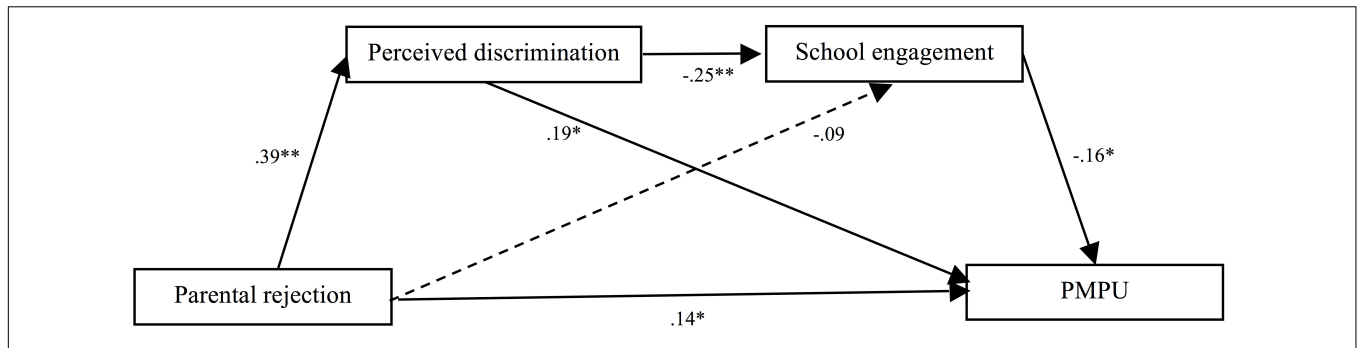 Perceived discrimination
School engagement
-.25**
.19*
-.09
.39**
-.16*
Parental rejection
PMPU
.14*